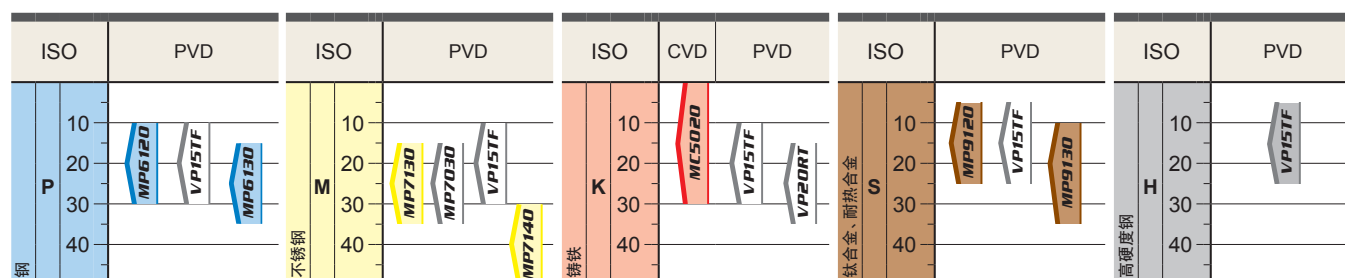 ISO PVD
P
钢
10
20
30
40
MP6120
VP15TF
MP6130
ISO PVD
M
不锈钢
10
20
30
40
MP7130
MP7030
VP15TF
MP7140
ISO CVD PVD
K
铸铁
10
20
30
40
MC5020
VP15TF
VP20RT
ISO PVD
S
钛合金、耐热合金
10
20
30
40
MP9120
VP15TF
MP9130
ISO PVD
H
高硬度钢
10
20
30
40
VP15TF